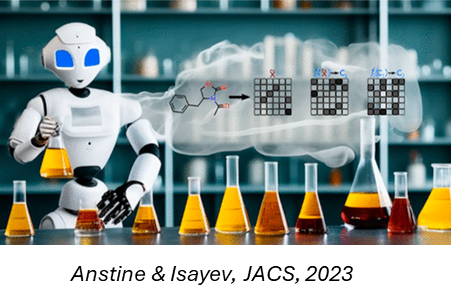 Anstine & Isayev, JACS, 2023